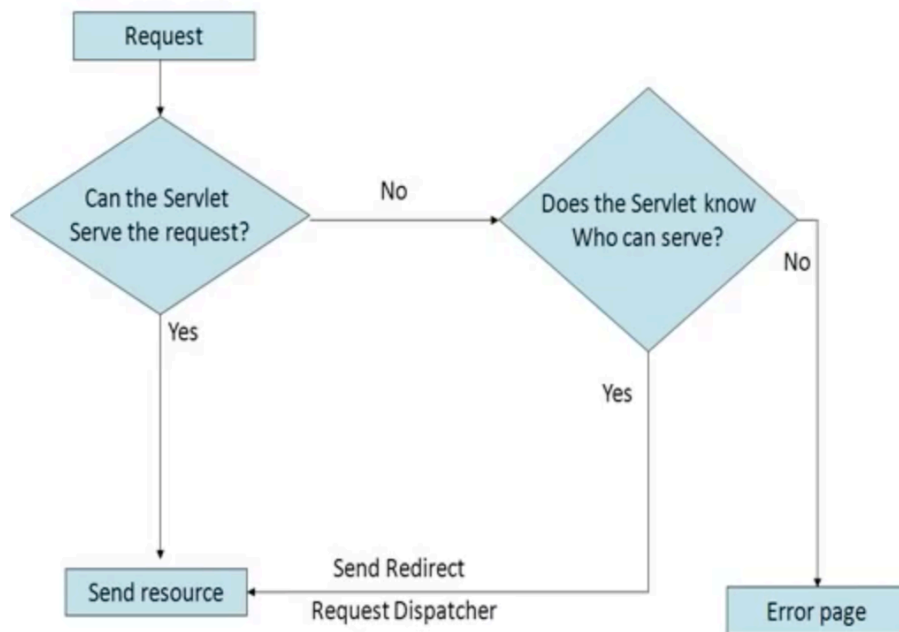 Request
Can the Servlet
Serve the request?
No
Does the Servlet know
Who can serve?
No
Yes
Yes
Send Redirect
Send resource
Request Dispatcher
Error page